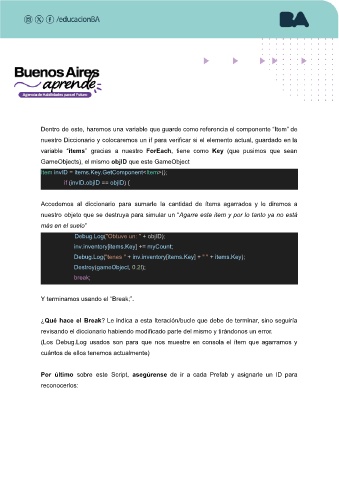 /educacionBA
BA
Buenos Aires
aprende
Agencia de Habilidades para el Futuro
Dentro de esto, haremos una variable que guarde como referencia el componente "Item" de
nuestro Diccionario y colocaremos un if para verificar si el elemento actual, guardado en la
variable "items" gracias a nuestro ForEach, tiene como Key (que pusimos que sean
GameObjects), el mismo objID que este GameObject
Item invID = items.Key.GetComponent<Item>();
if (invID.objID == objID) {
Accedemos al diccionario para sumarle la cantidad de ítems agarrados y le diremos a
nuestro objeto que se destruya para simular un "Agarre este ítem y por lo tanto ya no está
más en el suelo"
Debug.Log("Obtuve un: " + objID);
inv.inventory[items.Key] += myCount;
Debug.Log("tenes " + inv.inventory[items.Key] + " " + items.Key);
Destroy(gameObject, 0.2f);
break;
Y terminamos usando el "Break;".
¿Qué hace el Break? Le indica a esta iteración/bucle que debe de terminar, sino seguiría
revisando el diccionario habiendo modificado parte del mismo y tirándonos un error.
(Los Debug.Log usados son para que nos muestre en consola el ítem que agarramos y
cuántos de ellos tenemos actualmente)
Por último sobre este Script, asegúrense de ir a cada Prefab y asignarle un ID para
reconocerlos: